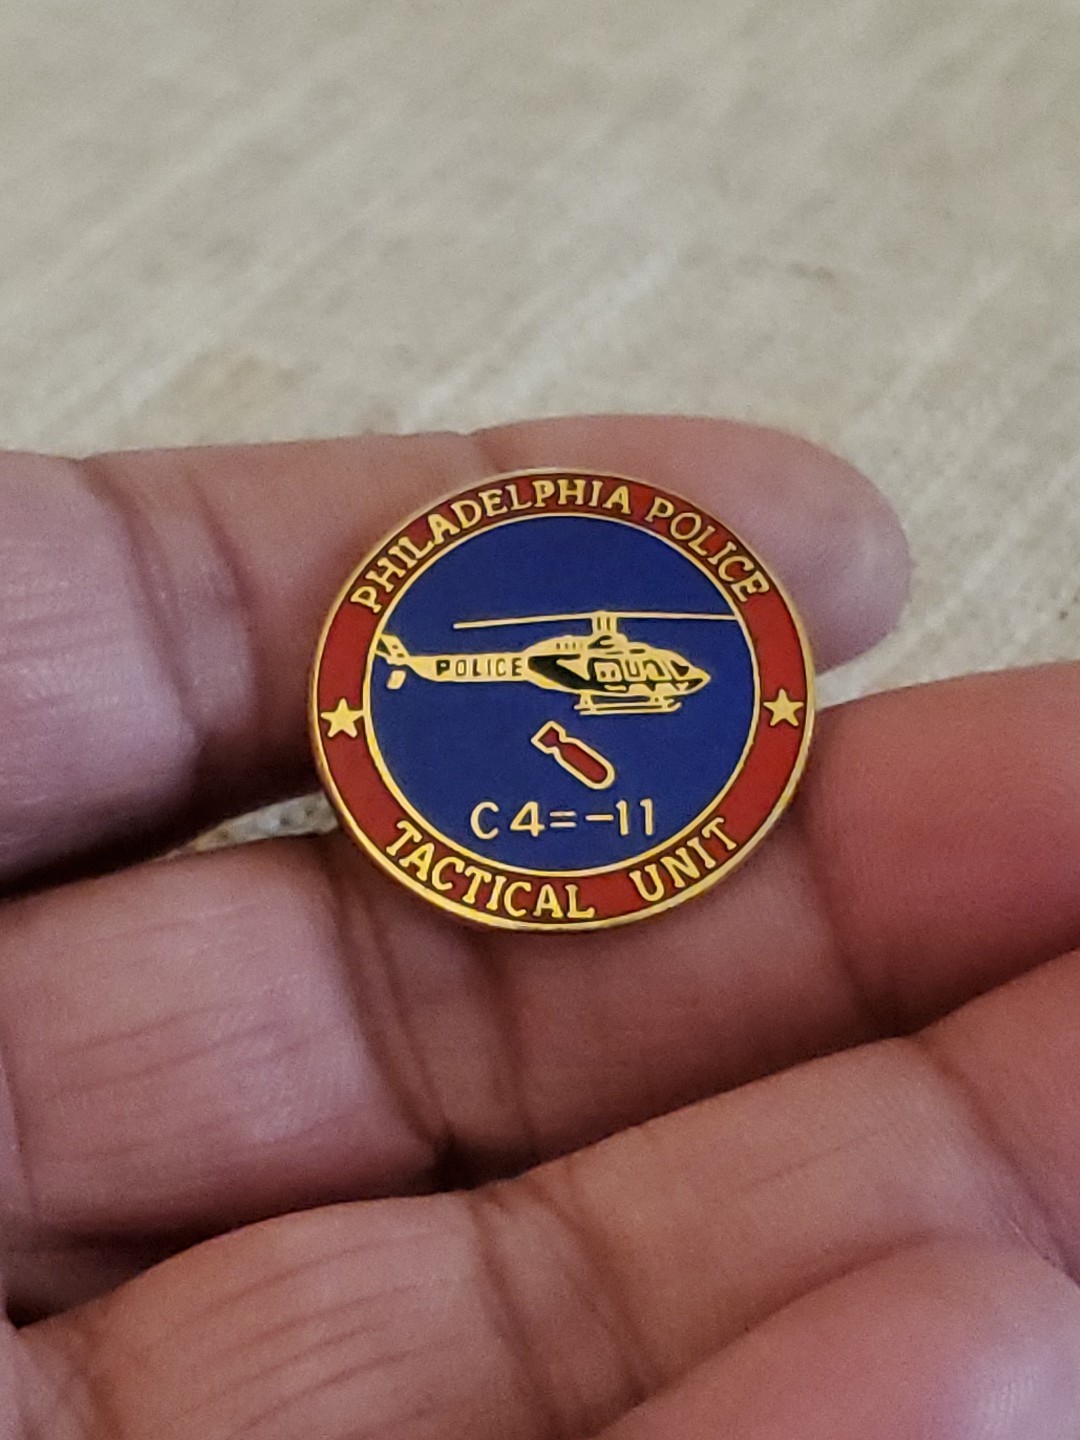 PHILADELPHIA POLICE
POLICE
C4=-11
TACTICAL UNIT